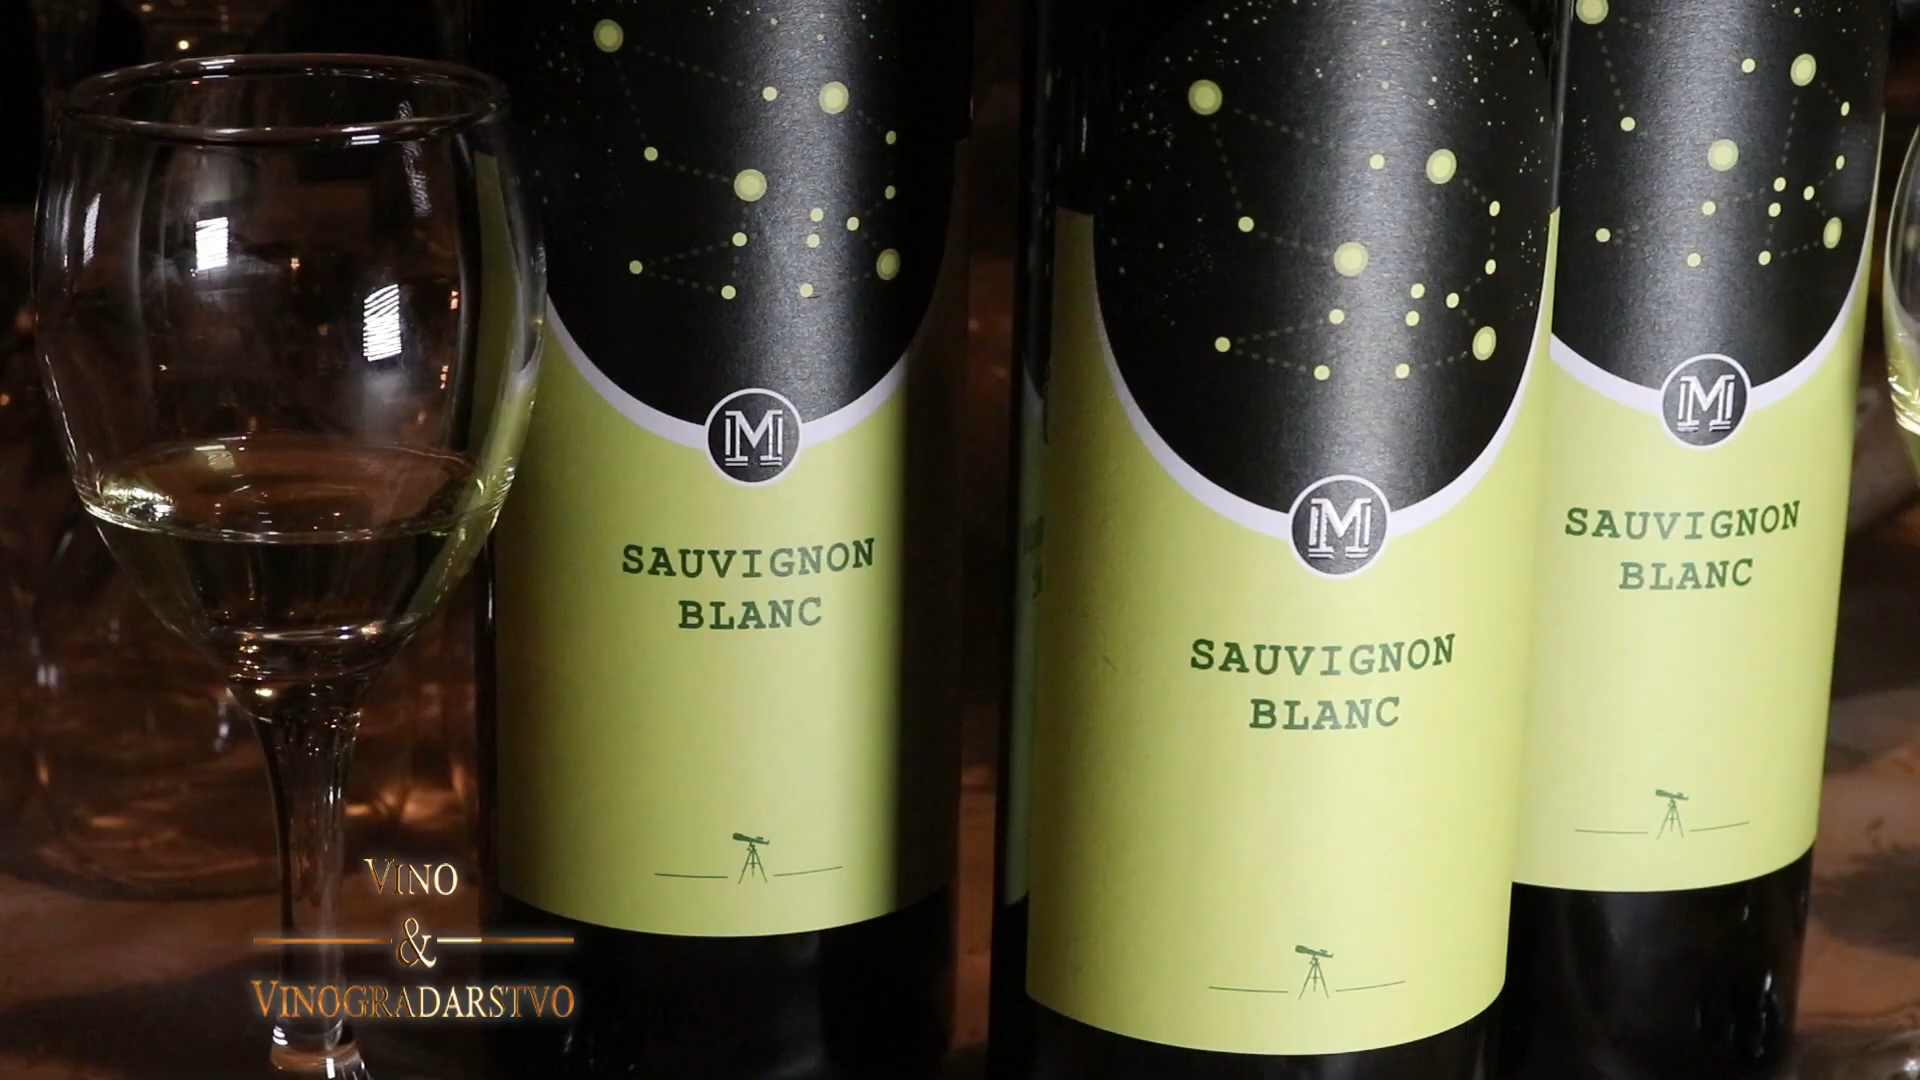 M
SAUVIGNON
BLANC
M
SAUVIGNON
BLANC
M
SAUVIGNON
BLANC
VINO
&
VINOGRADARSTVO